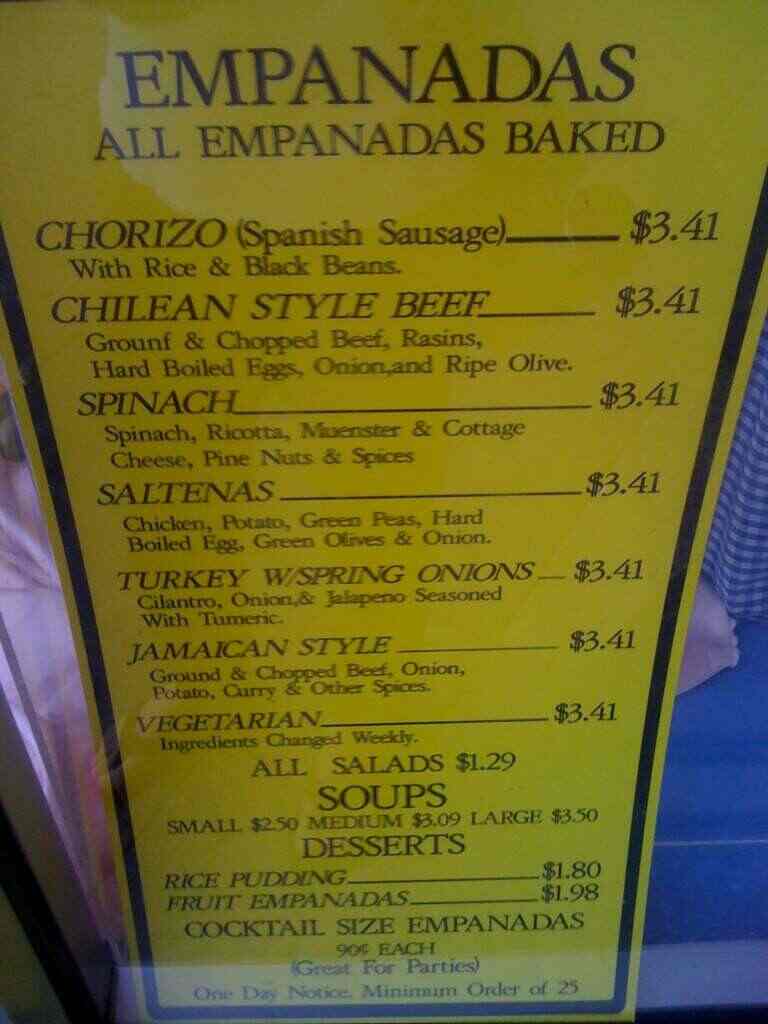 EMPANADAS
ALL EMPANADAS BAKED
CHORIZO (Spanish Sausage) $3.41
With Rice & Black Beans.
CHILEAN STYLE BEEF $3.41
Grounf & Chopped Beef, Rasins,
Hard Boiled Eggs, Onion,and Ripe Olive.
SPINACH $3.41
Spinach, Ricotta, Muenster & Cottage
Cheese, Pine Nuts & Spices
SALTENAS $3.41
Chicken, Potato, Green Peas, Hard
Boiled Egg, Green Olives & Onion.
TURKEY W/SPRING ONIONS $3.41
Cilantro, Onion,& Jalapeno Seasoned
With Tumeric.
JAMAICAN STYLE $3.41
Ground & Chopped Beef, Onion,
Potato, Curry & Other Spices.
VEGETARIAN $3.41
Ingredients Changed Weekly.
ALL SALADS $1.29
SOUPS
SMALL $2.50 MEDIUM $3.09 LARGE $3.50
DESSERTS
RICE PUDDING $1.80
FRUIT EMPANADAS $1.98
COCKTAIL SIZE EMPANADAS
90¢ EACH
(Great For Parties)
One Day Notice. Minimum Order of 25